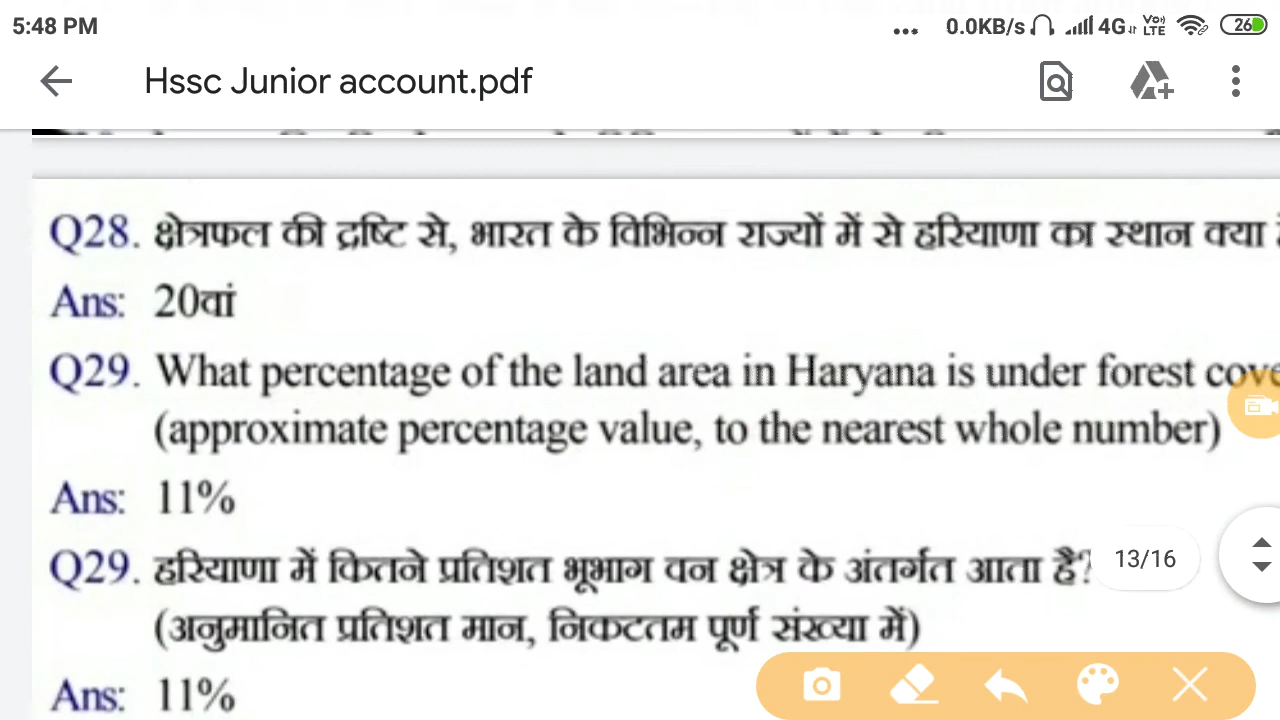 5:48 PM
... 0.0KB/s 4G VoLTE 26
Hssc Junior account.pdf
Q28. क्षेत्रफल की द्रष्टि से, भारत के विभिन्न राज्यों में से हरियाणा का स्थान क्या
Ans: 20वां
Q29. What percentage of the land area in Haryana is under forest cove
(approximate percentage value, to the nearest whole number)
Ans: 11%
13/16
Q29. हरियाणा में कितने प्रतिशत भूभाग वन क्षेत्र के अंतर्गत आता है?
(अनुमानित प्रतिशत मान, निकटतम पूर्ण संख्या में)
Ans: 11%